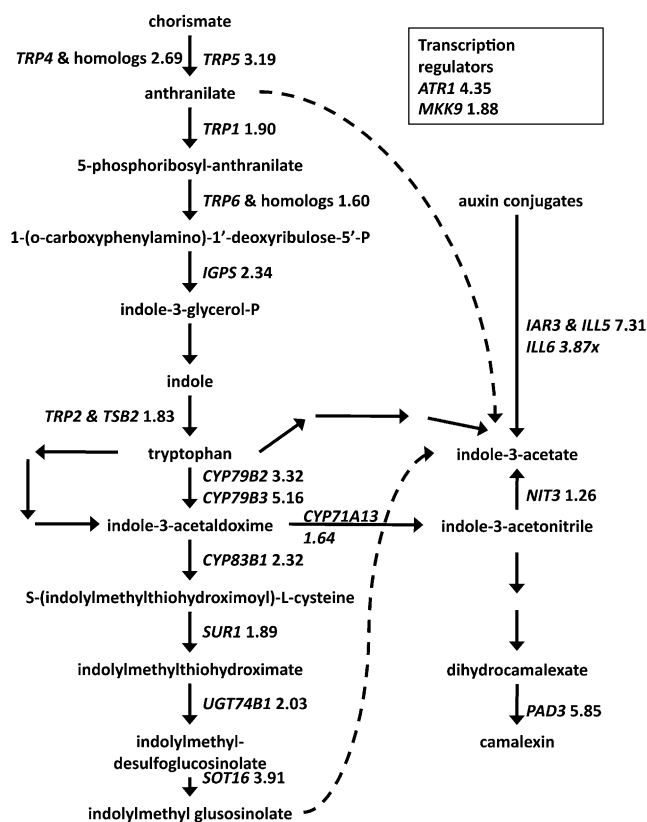 chorismate
TRP4 & homologs 2.69 TRP5 3.19
anthranilate
TRP1 1.90
5-phosphoribosyl-anthranilate
TRP6 & homologs 1.60
1-(o-carboxyphenylamino)-1’-deoxyribulose-5’-P
IGPS 2.34
indole-3-glycerol-P
indole
TRP2 & TSB2 1.83
tryptophan
CYP79B2 3.32
CYP79B3 5.16
indole-3-acetaldoxime
CYP71A13
1.64
CYP83B1 2.32
S-(indolylmethylthiohydroximoyl)-L-cysteine
SUR1 1.89
indolylmethylthiohydroximate
UGT74B1 2.03
indolylmethyl-
desulfoglucosinolate
SOT16 3.91
indolylmethyl glusosinolate
Transcription
regulators
ATR1 4.35
MKK9 1.88
auxin conjugates
IAR3 & ILL5 7.31
ILL6 3.87x
indole-3-acetate
NIT3 1.26
indole-3-acetonitrile
dihydrocamalexate
PAD3 5.85
camalexin